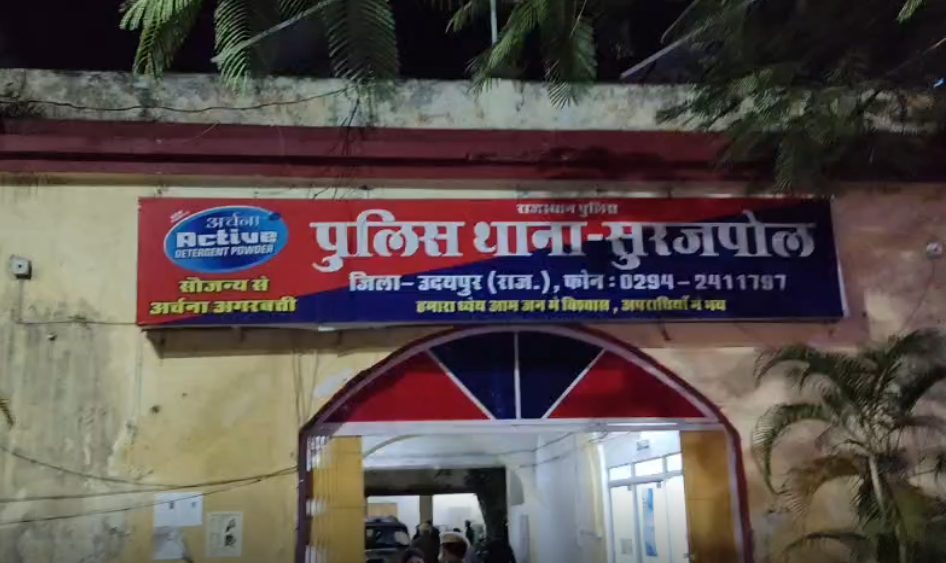 अर्चना
Active
DETERGENT POWDER
सौजन्य से
अर्चना अगरबत्ती
राजस्थान पुलिस
पुलिस थाना-सुरजपोल
जिला- उदयपुर (राज.), फोन : 0294-2411797
हमारा ध्येय आम जन में विश्वास, अपराधियों में भय